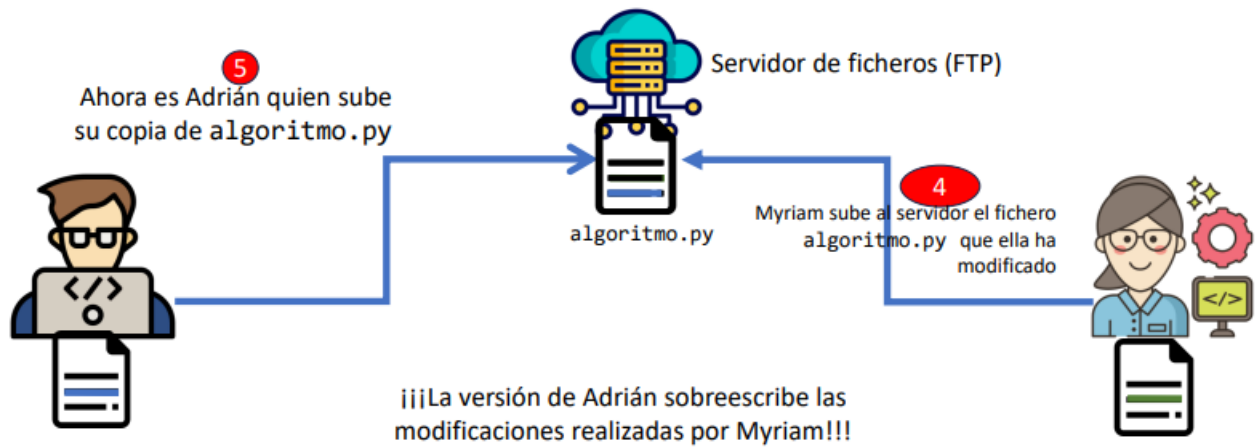 5
Ahora es Adrián quien sube
su copia de algoritmo.py
Servidor de ficheros (FTP)
algoritmo.py
4
Myriam sube al servidor el fichero
algoritmo.py que ella ha
modificado
</>
</>
¡¡¡La versión de Adrián sobreescribe las
modificaciones realizadas por Myriam!!!